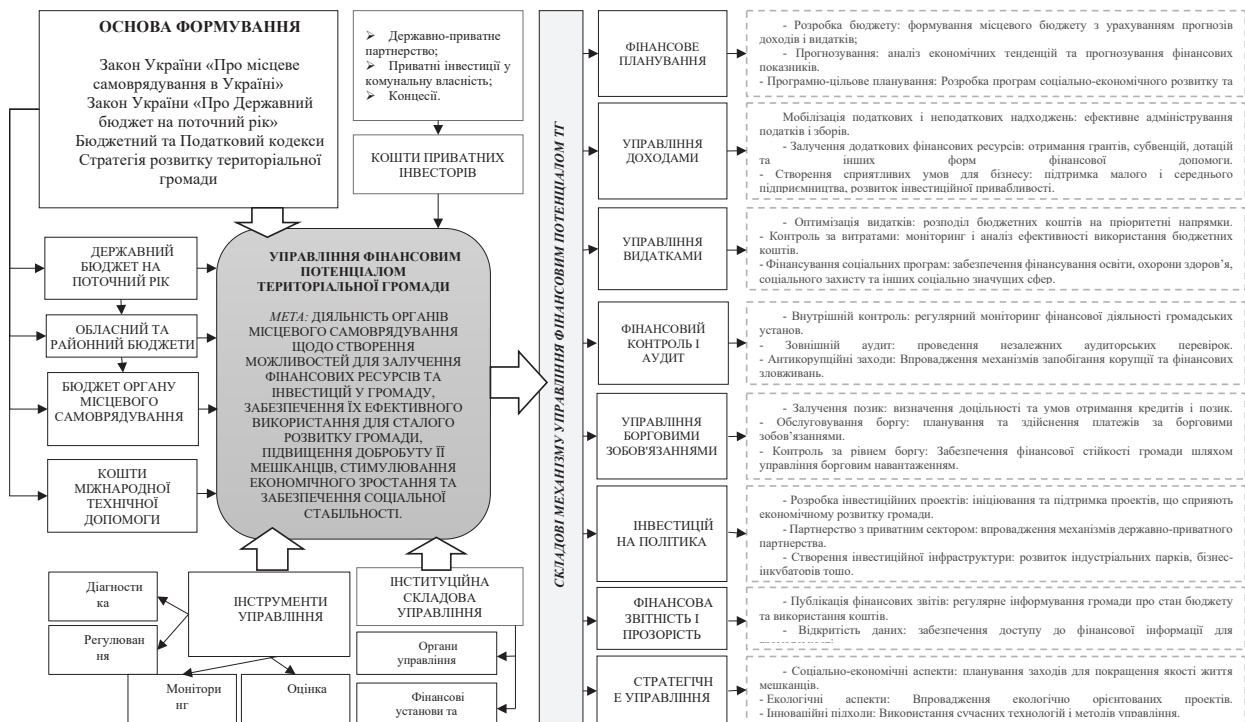 ОСНОВА ФОРМУВАННЯ
Закон України «Про місцеве
самоврядування в Україні»
Закон України «Про Державний
бюджет на поточний рік»
Бюджетний та Податковий кодекси
Стратегія розвитку територіальної
громади
➢ Державно-приватне
партнерство;
➢ Приватні інвестиції у
комунальну власність;
➢ Концесії.
КОШТИ ПРИВАТНИХ
ІНВЕСТОРІВ
ДЕРЖАВНИЙ
БЮДЖЕТ НА
ПОТОЧНИЙ РІК
ОБЛАСНИЙ ТА
РАЙОННИЙ БЮДЖЕТИ
БЮДЖЕТ ОРГАНУ
МІСЦЕВОГО
САМОВРЯДУВАННЯ
КОШТИ
МІЖНАРОДНОЇ
ТЕХНІЧНОЇ
ДОПОМОГИ
УПРАВЛІННЯ ФІНАНСОВИМ
ПОТЕНЦІАЛОМ
ТЕРИТОРІАЛЬНОЇ ГРОМАДИ
МЕТА: ДІЯЛЬНІСТЬ ОРГАНІВ
МІСЦЕВОГО САМОВРЯДУВАННЯ
ЩОДО СТВОРЕННЯ
МОЖЛИВОСТЕЙ ДЛЯ ЗАЛУЧЕННЯ
ФІНАНСОВИХ РЕСУРСІВ ТА
ІНВЕСТИЦІЙ У ГРОМАДУ,
ЗАБЕЗПЕЧЕННЯ ЇХ ЕФЕКТИВНОГО
ВИКОРИСТАННЯ ДЛЯ СТАЛОГО
РОЗВИТКУ ГРОМАДИ,
ПІДВИЩЕННЯ ДОБРОБУТУ ЇЇ
МЕШКАНЦІВ, СТИМУЛЮВАННЯ
ЕКОНОМІЧНОГО ЗРОСТАННЯ ТА
ЗАБЕЗПЕЧЕННЯ СОЦІАЛЬНОЇ
СТАБІЛЬНОСТІ.
Діагности
ка
Регулюван
ня
ІНСТРУМЕНТИ
УПРАВЛІННЯ
Монітори
нг
Оцінка
ІНСТИТУЦІЙНА
СКЛАДОВА
УПРАВЛІННЯ
Органи
управління
Фінансові
установи та
СКЛАДОВІ МЕХАНІЗМУ УПРАВЛІННЯ ФІНАНСОВИМ ПОТЕНЦІАЛОМ ТГ
ФІНАНСОВЕ
ПЛАНУВАННЯ
- Розробка бюджету: формування місцевого бюджету з урахуванням прогнозів
доходів і видатків;
- Прогнозування: аналіз економічних тенденцій та прогнозування фінансових
показників.
- Програмно-цільове планування: Розробка програм соціально-економічного розвитку та
УПРАВЛІННЯ
ДОХОДАМИ
Мобілізація податкових і неподаткових надходжень: ефективне адміністрування
податків і зборів.
- Залучення додаткових фінансових ресурсів: отримання грантів, субвенцій, дотацій
та інших форм фінансової допомоги.
- Створення сприятливих умов для бізнесу: підтримка малого і середнього
підприємництва, розвиток інвестиційної привабливості.
УПРАВЛІННЯ
ВИДАТКАМИ
- Оптимізація видатків: розподіл бюджетних коштів на пріоритетні напрямки.
- Контроль за витратами: моніторинг і аналіз ефективності використання бюджетних
коштів.
- Фінансування соціальних програм: забезпечення фінансування освіти, охорони здоров’я,
соціального захисту та інших соціально значущих сфер.
ФІНАНСОВИЙ
КОНТРОЛЬ І
АУДИТ
- Внутрішній контроль: регулярний моніторинг фінансової діяльності громадських
установ.
- Зовнішній аудит: проведення незалежних аудиторських перевірок.
- Антикорупційні заходи: Впровадження механізмів запобігання корупції та фінансових
зловживань.
УПРАВЛІННЯ
БОРГОВИМИ
ЗОБОВ'ЯЗАННЯМИ
- Залучення позик: визначення доцільності та умов отримання кредитів і позик.
- Обслуговування боргу: планування та здійснення платежів за борговими
зобов’язаннями.
- Контроль за рівнем боргу: Забезпечення фінансової стійкості громади шляхом
управління борговим навантаженням.
ІНВЕСТИЦІЙ
НА ПОЛІТИКА
- Розробка інвестиційних проектів: ініціювання та підтримка проектів, що сприяють
економічному розвитку громади.
- Партнерство з приватним сектором: впровадження механізмів державно-приватного
партнерства.
- Створення інвестиційної інфраструктури: розвиток індустріальних парків, бізнес-
інкубаторів тощо.
ФІНАНСОВА
ЗВІТНІСТЬ І
ПРОЗОРІСТЬ
- Публікація фінансових звітів: регулярне інформування громади про стан бюджету
та використання коштів.
- Відкритість даних: забезпечення доступу до фінансової інформації для
СТРАТЕГІЧН
Е УПРАВЛІННЯ
- Соціально-економічні аспекти: планування заходів для покращення якості життя
мешканців.
- Екологічні аспекти: Впровадження екологічно орієнтованих проектів.
- Інноваційні підходи: Використання сучасних технологій і методів управління.